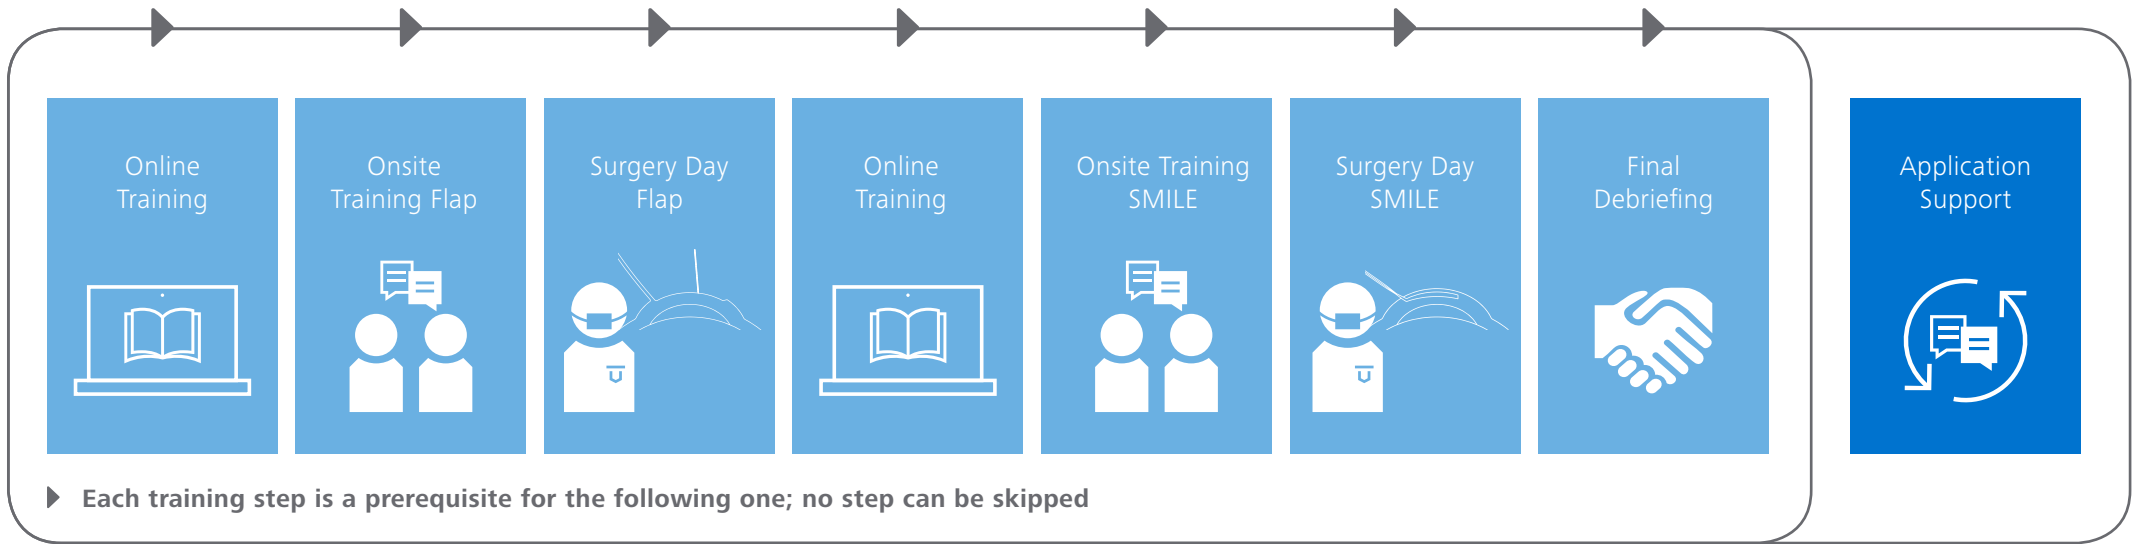 Online
Training
Onsite
Training Flap
Surgery Day
Flap
Online
Training
Onsite Training
SMILE
Surgery Day
SMILE
Final
Debriefing
Application
Support
Each training step is a prerequisite for the following one; no step can be skipped